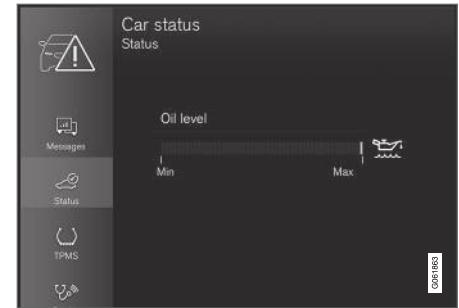 Car status
Status
Oil level
Min Max
Messages
Status
TPMS
G061863